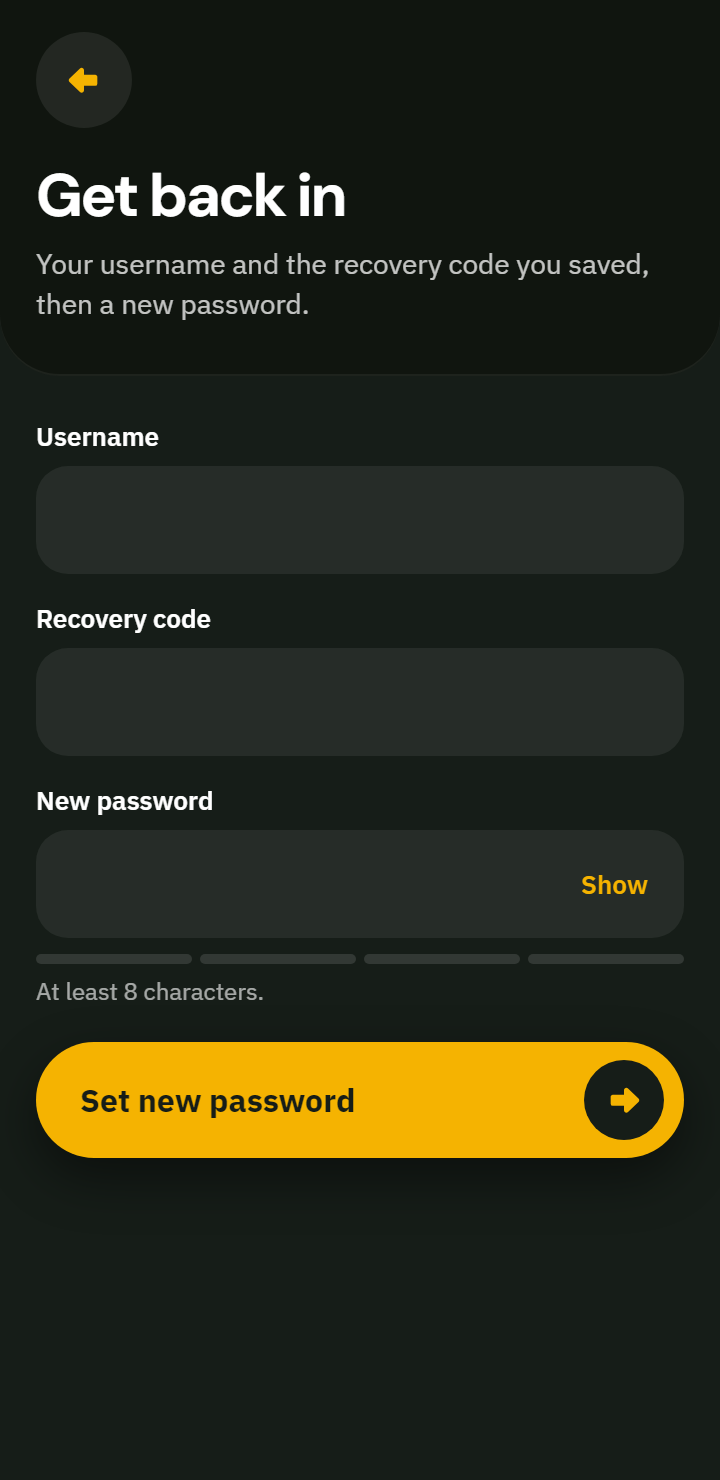 Get back in
Your username and the recovery code you saved,
then a new password.
Username
Recovery code
New password
Show
At least 8 characters.
Set new password